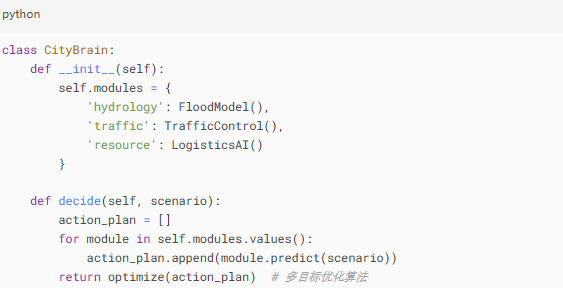 python
class CityBrain:
    def __init__(self):
        self.modules = {
            'hydrology': FloodModel(),
            'traffic': TrafficControl(),
            'resource': LogisticsAI()
        }
    def decide(self, scenario):
        action_plan = []
        for module in self.modules.values():
            action_plan.append(module.predict(scenario))
        return optimize(action_plan)  # 多目标优化算法